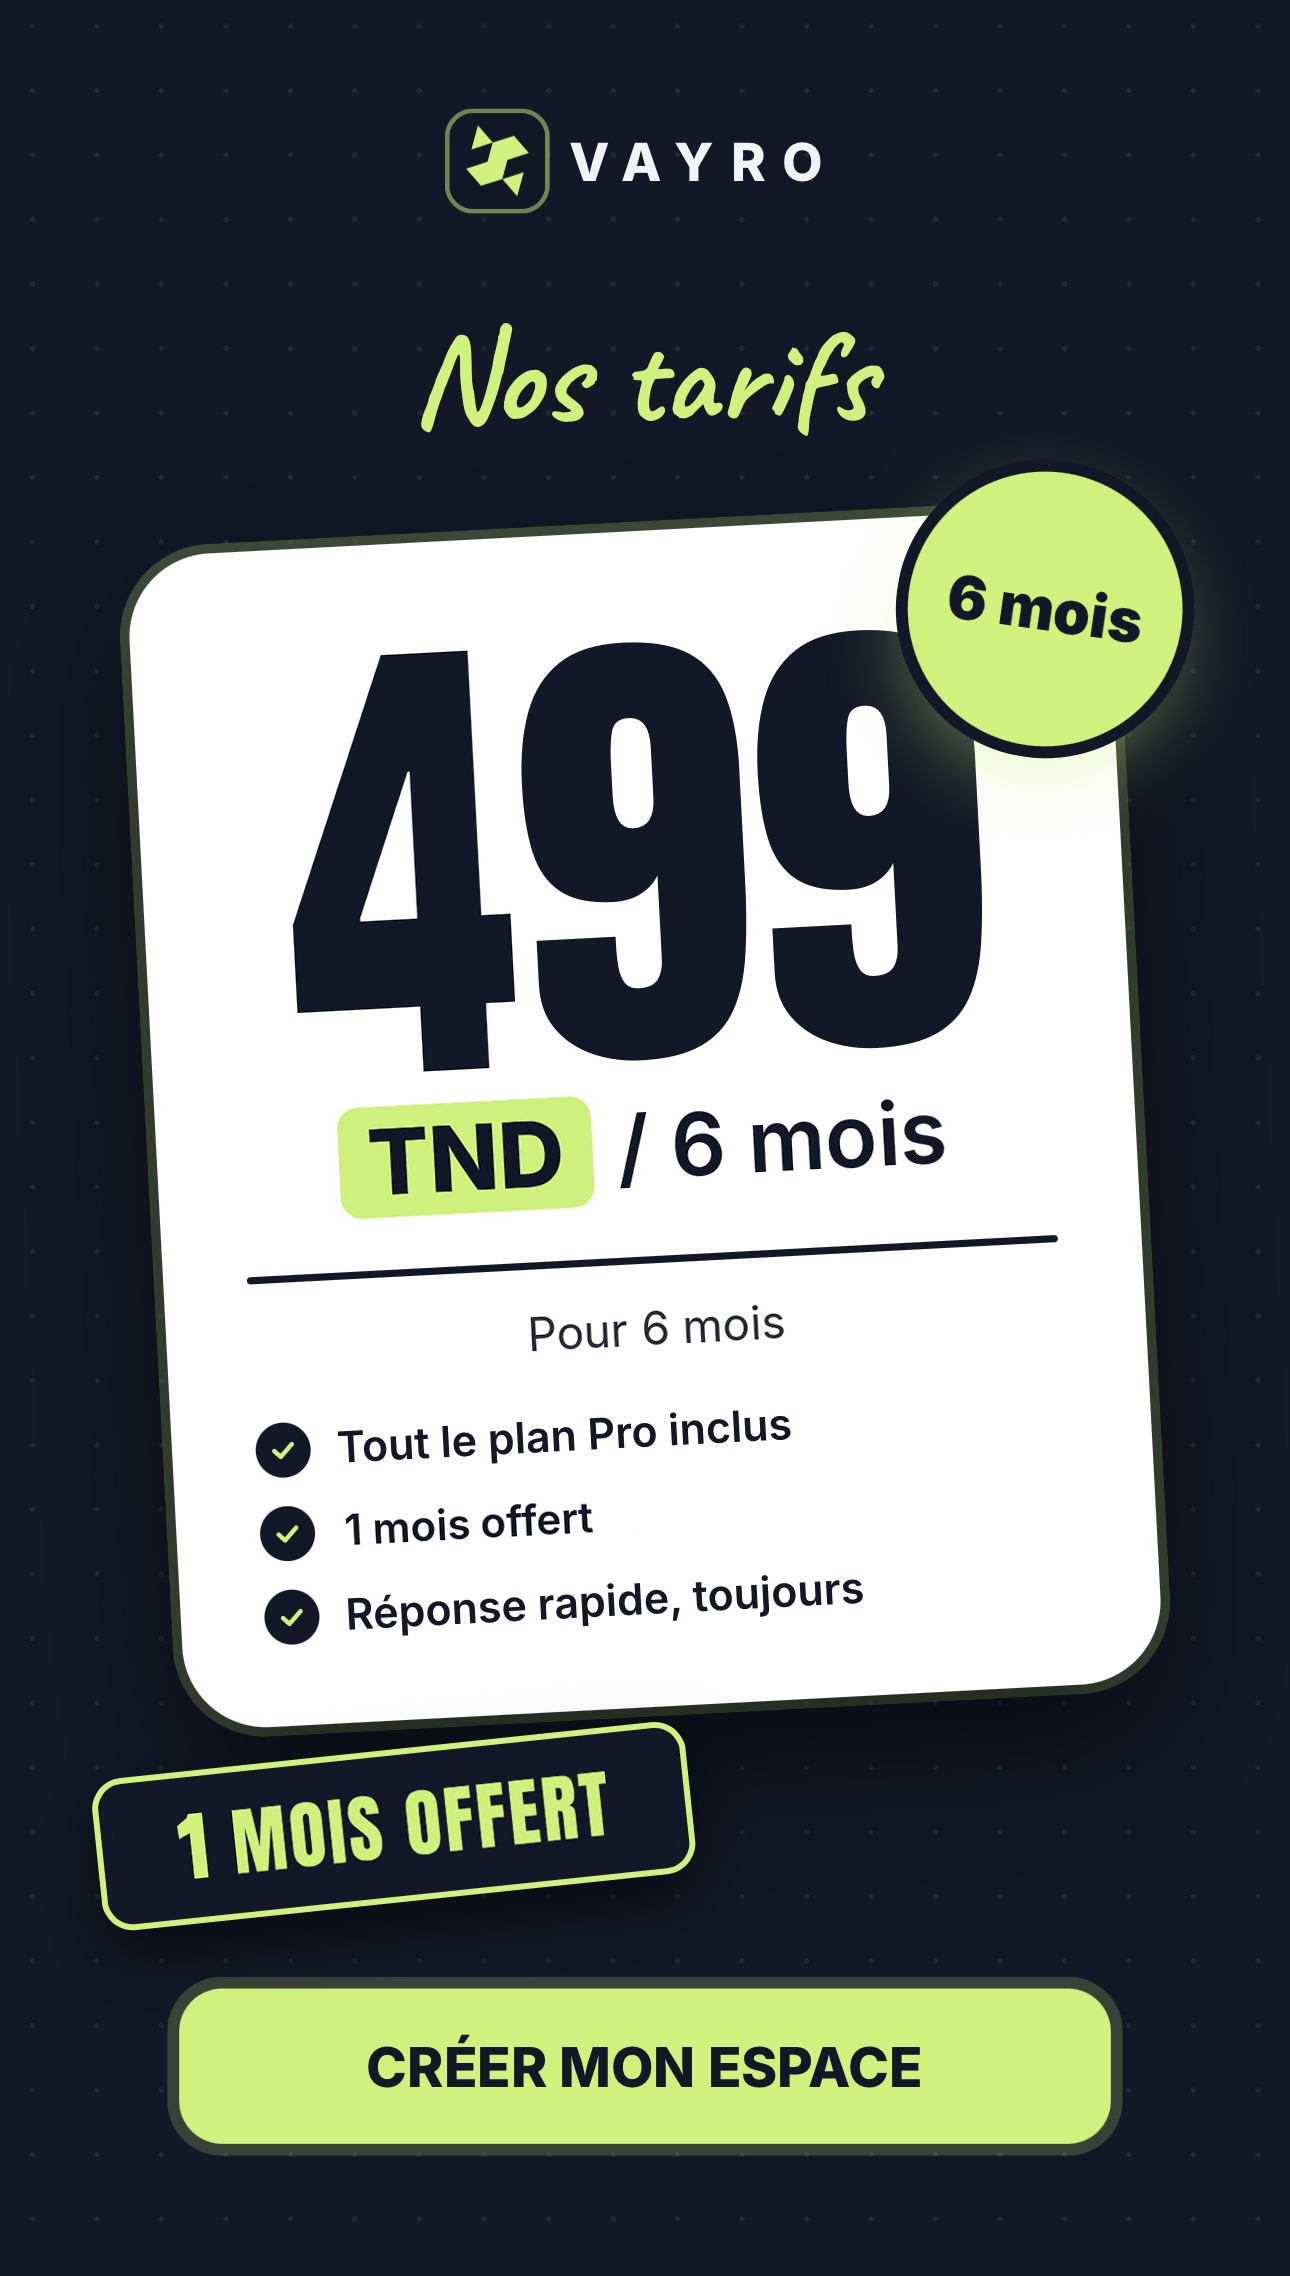 VAYRO
Nos tarifs
6 mois
499
TND / 6 mois
Pour 6 mois
Tout le plan Pro inclus
1 mois offert
Réponse rapide, toujours
1 MOIS OFFERT
CRÉER MON ESPACE